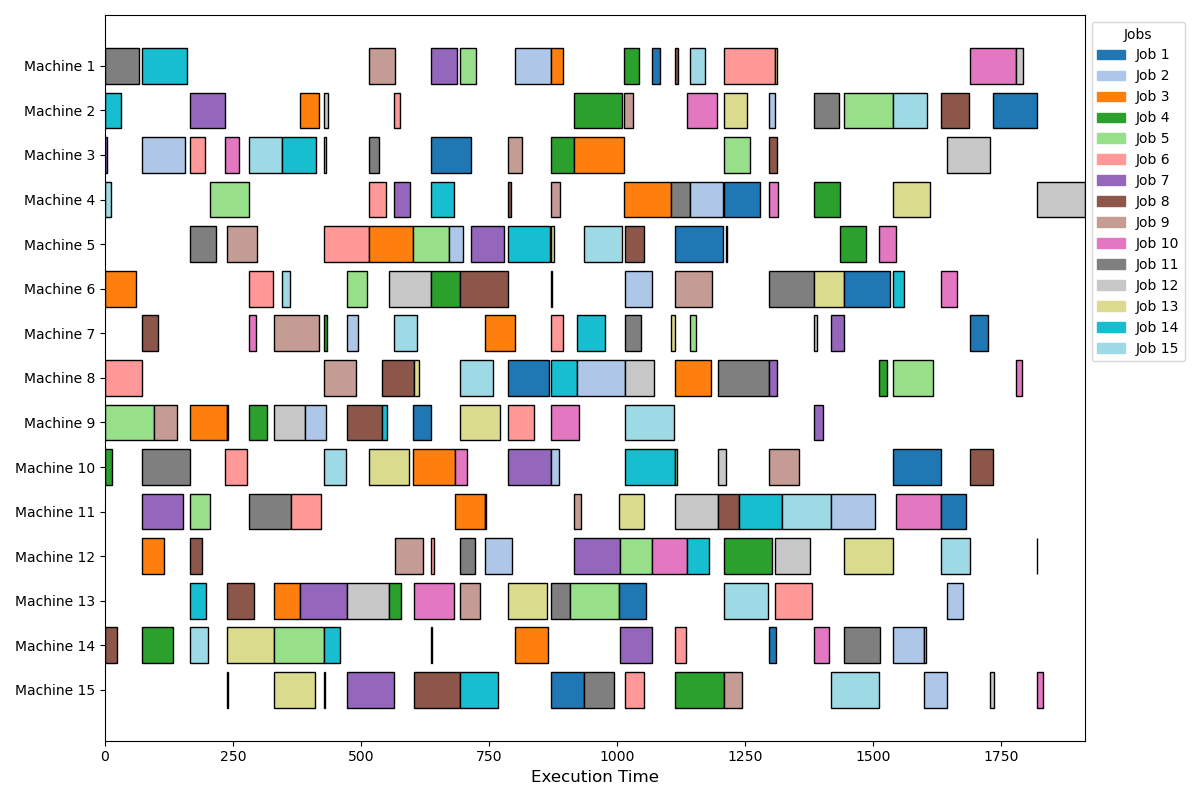 Machine 1
Machine 2
Machine 3
Machine 4
Machine 5
Machine 6
Machine 7
Machine 8
Machine 9
Machine 10
Machine 11
Machine 12
Machine 13
Machine 14
Machine 15
0 250 500 750 1000 1250 1500 1750
Execution Time
Jobs
Job 1
Job 2
Job 3
Job 4
Job 5
Job 6
Job 7
Job 8
Job 9
Job 10
Job 11
Job 12
Job 13
Job 14
Job 15